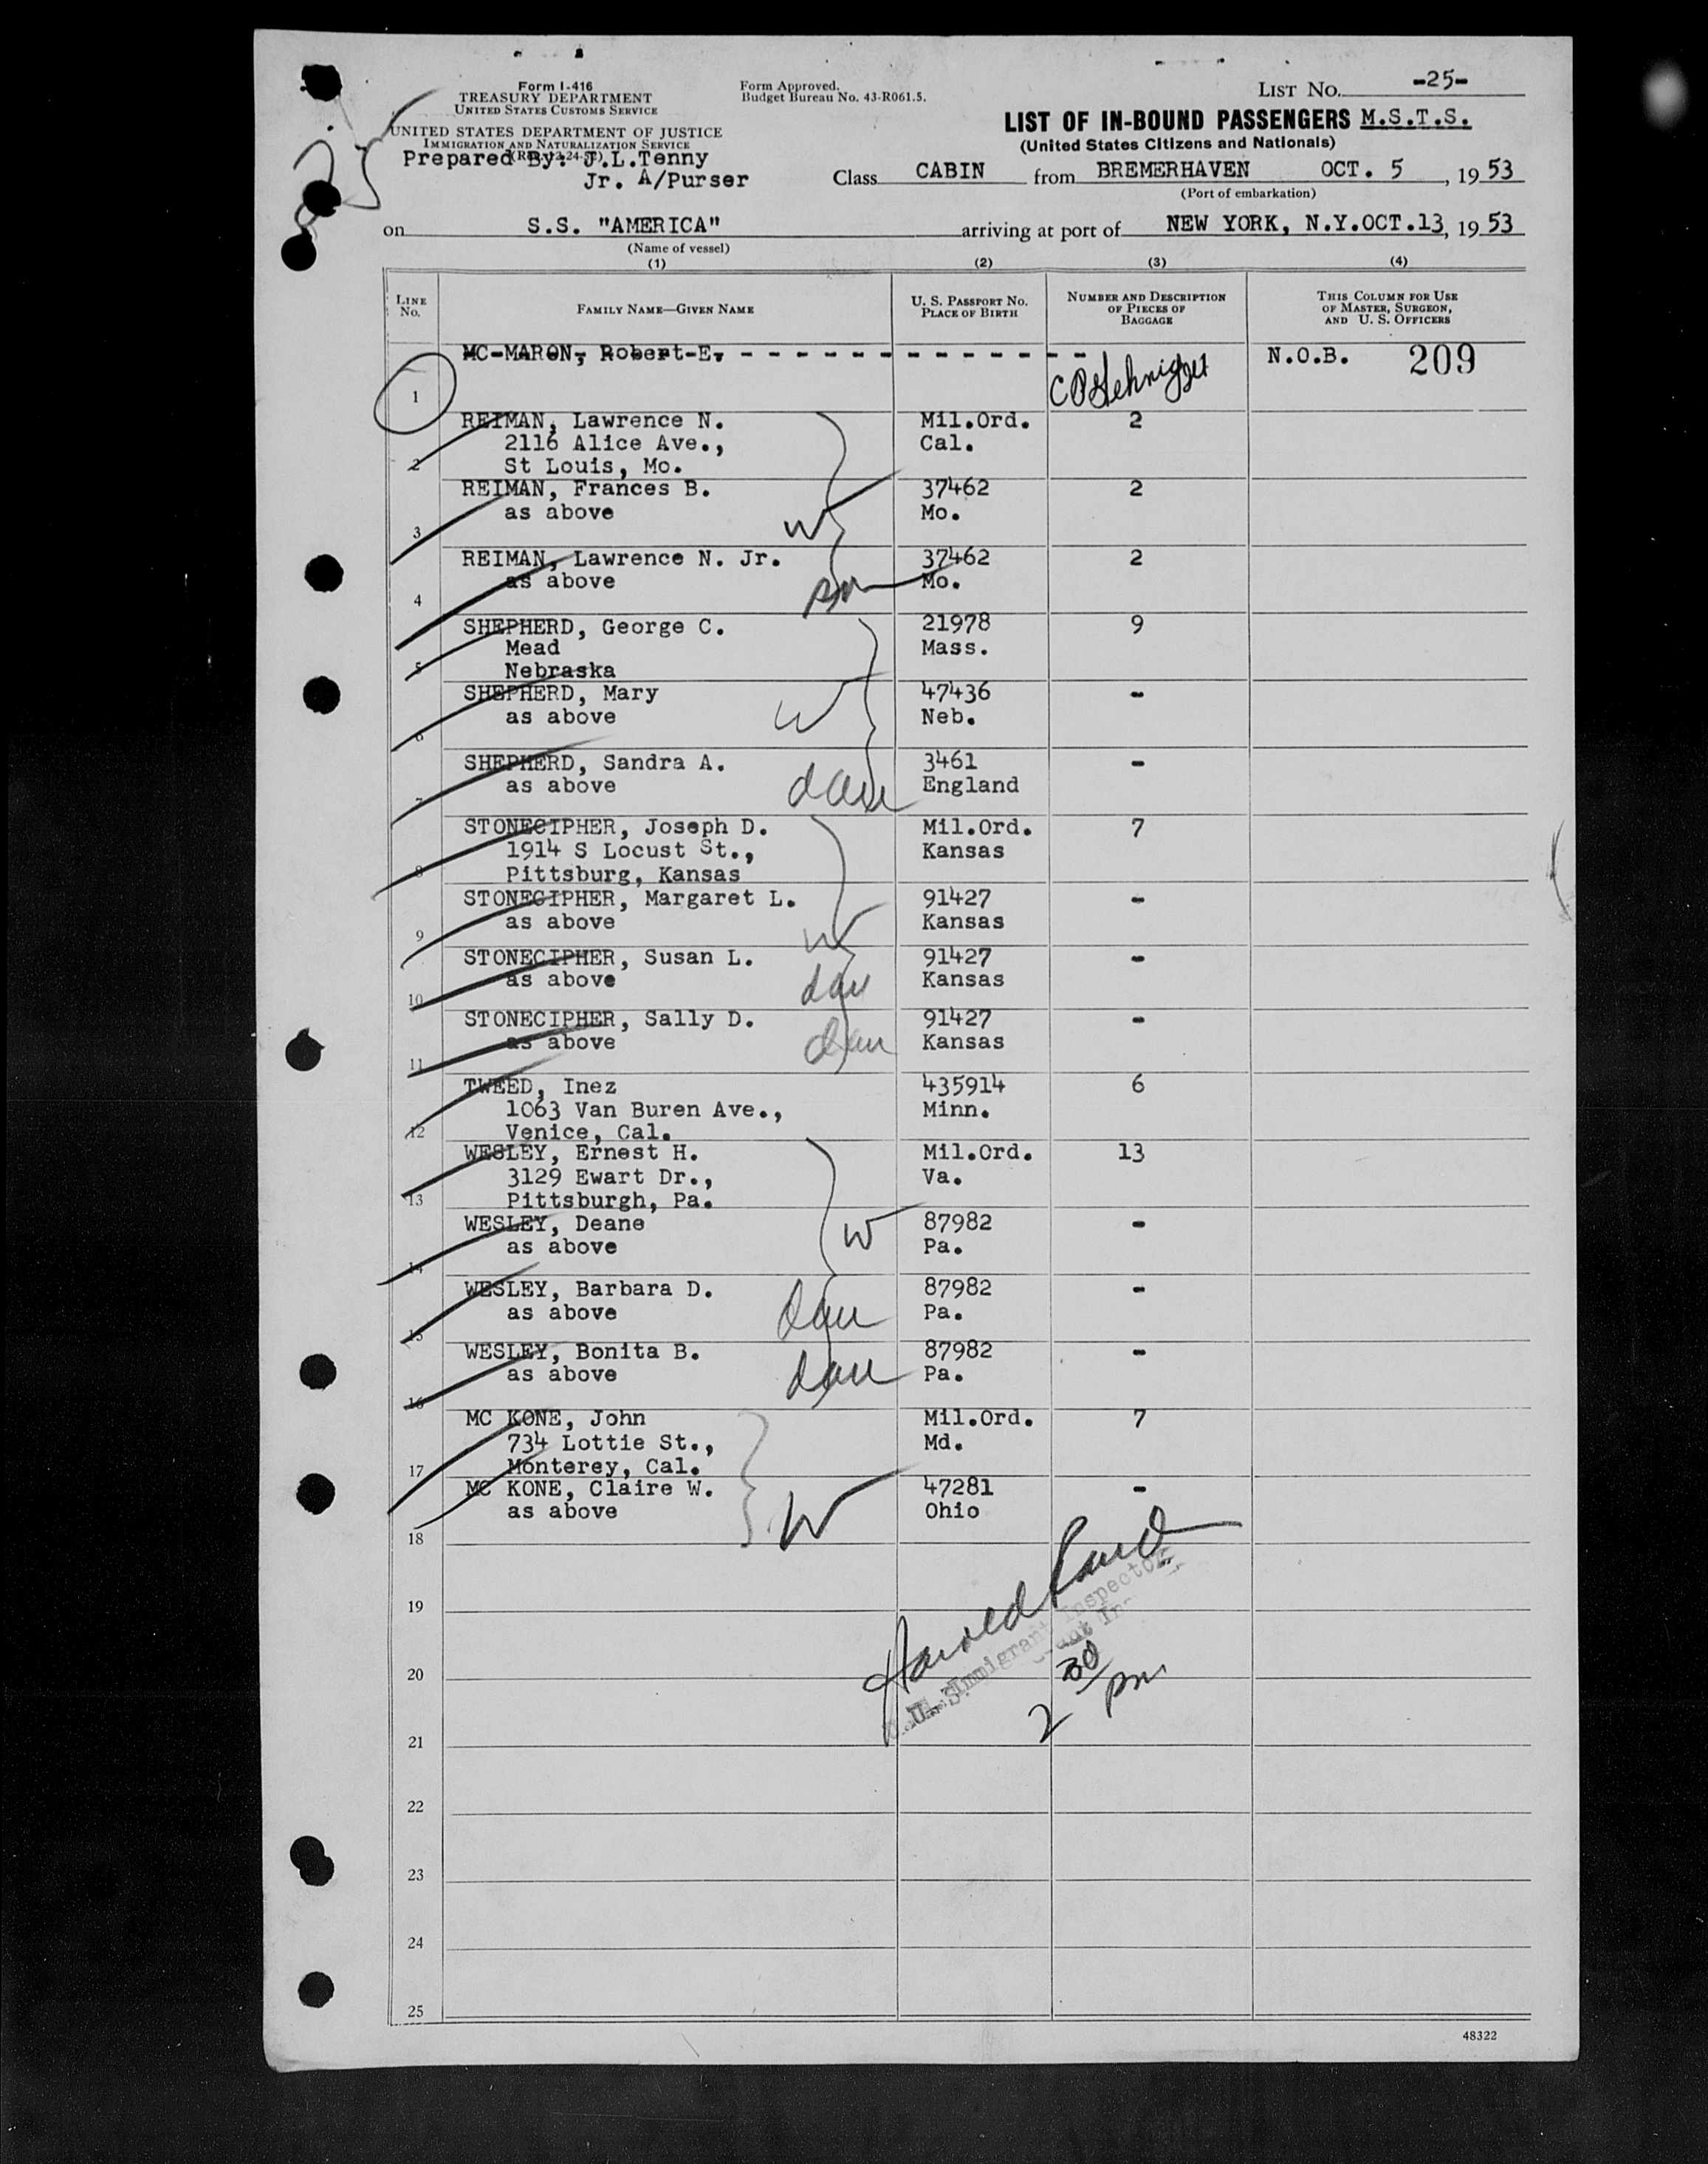 Form I-416
TREASURY DEPARTMENT
UNITED STATES CUSTOMS SERVICE
UNITED STATES DEPARTMENT OF JUSTICE
IMMIGRATION AND NATURALIZATION SERVICE
Prepared By: J.L.Tenny
Jr. A/Purser
Form Approved.
Budget Bureau No. 43-R061.5.
LIST NO. -25-
LIST OF IN-BOUND PASSENGERS M.S.T.S.
(United States Citizens and Nationals)
Class CABIN from BREMERHAVEN OCT. 5, 1953
(Port of embarkation)
on S.S. "AMERICA" arriving at port of NEW YORK, N.Y.OCT.13, 1953
(Name of vessel)
(1) (2) (3) (4)
LINE NO. FAMILY NAME—GIVEN NAME U. S. PASSPORT NO. PLACE OF BIRTH NUMBER AND DESCRIPTION OF PIECES OF BAGGAGE THIS COLUMN FOR USE OF MASTER, SURGEON, AND U. S. OFFICERS
MC-MARON, Robert-E, - - - - - - - - - - - - - N.O.B. 209
1
REIMAN, Lawrence N. Mil.Ord. 2
2116 Alice Ave., Cal.
2 St Louis, Mo.
REIMAN, Frances B. 37462 2
as above Mo.
3 W
REIMAN, Lawrence N. Jr. 37462 2
as above Mo.
4 son
SHEPHERD, George C. 21978 9
Mead Mass.
5 Nebraska
SHEPHERD, Mary 47436 -
as above W Neb.
6
SHEPHERD, Sandra A. 3461 -
as above dau England
7
STONECIPHER, Joseph D. Mil.Ord. 7
1914 S Locust St., Kansas
8 Pittsburg, Kansas
STONECIPHER, Margaret L. 91427 -
as above Kansas
9 W
STONECIPHER, Susan L. 91427 -
as above dau Kansas
10
STONECIPHER, Sally D. 91427 -
as above dau Kansas
11
TWEED, Inez 435914 6
1063 Van Buren Ave., Minn.
12 Venice, Cal.
WESLEY, Ernest H. Mil.Ord. 13
3129 Ewart Dr., Va.
13 Pittsburgh, Pa.
WESLEY, Deane 87982 -
as above W Pa.
14
WESLEY, Barbara D. 87982 -
as above dau Pa.
15
WESLEY, Bonita B. 87982 -
as above dau Pa.
16
MC KONE, John Mil.Ord. 7
734 Lottie St., Md.
17 Monterey, Cal.
MC KONE, Claire W. 47281 -
as above W Ohio
18
19
Harold
U. S. Immigrant Inspector
20
2 30 pm
21
22
23
24
25
48322